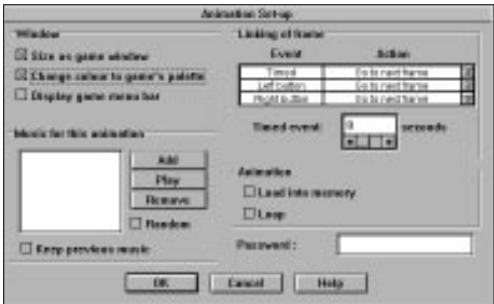 Animation Set-up
Window
Size as game window
Change colour to game's palette
Display game menu bar
Music for this animation
Add
Play
Remove
Random
Keep previous music
Linking of frame
Event Action
Timed Go to next frame
Left button Go to next frame
Right button Go to next frame
Timed event: 0 seconds
Animation
Load into memory
Loop
Password :
OK Cancel Help